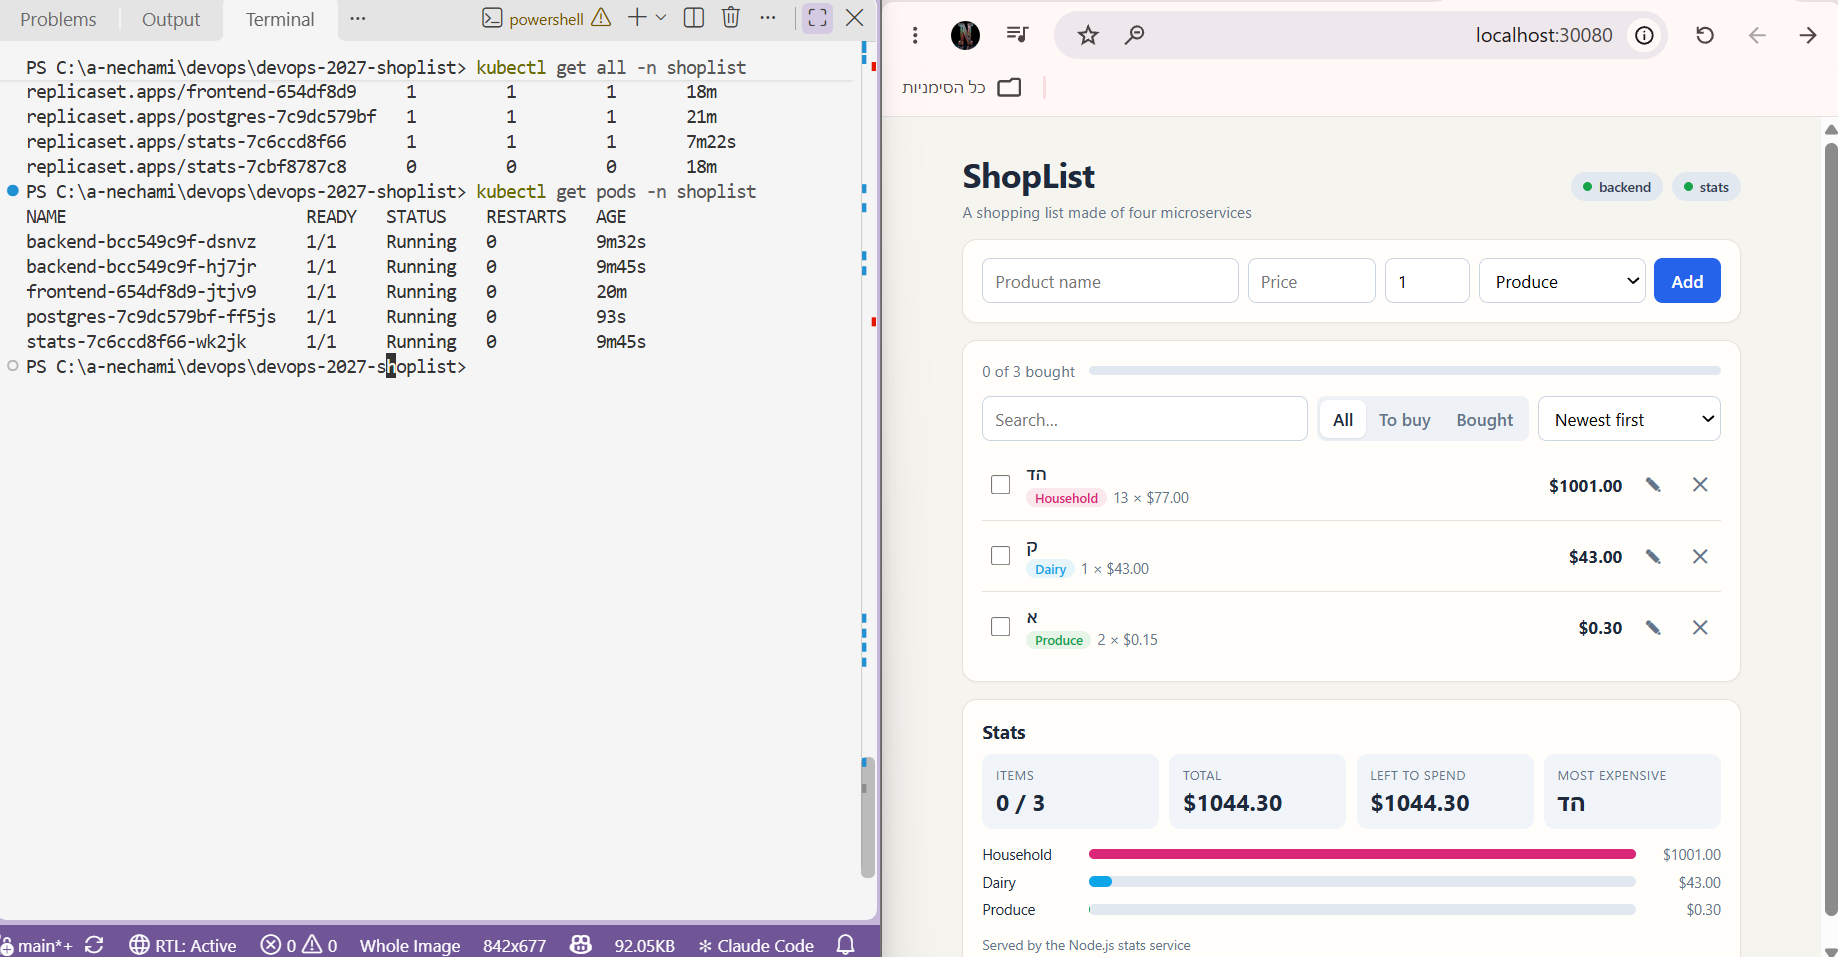 Problems Output Terminal ...
powershell
PS C:\a-nechami\devops\devops-2027-shoplist> kubectl get all -n shoplist
replicaset.apps/frontend-654df8d9 1 1 1 18m
replicaset.apps/postgres-7c9dc579bf 1 1 1 21m
replicaset.apps/stats-7c6ccd8f66 1 1 1 7m22s
replicaset.apps/stats-7cbf8787c8 0 0 0 18m
PS C:\a-nechami\devops\devops-2027-shoplist> kubectl get pods -n shoplist
NAME READY STATUS RESTARTS AGE
backend-bcc549c9f-dsnvz 1/1 Running 0 9m32s
backend-bcc549c9f-hj7jr 1/1 Running 0 9m45s
frontend-654df8d9-jtjv9 1/1 Running 0 20m
postgres-7c9dc579bf-ff5js 1/1 Running 0 93s
stats-7c6ccd8f66-wk2jk 1/1 Running 0 9m45s
PS C:\a-nechami\devops\devops-2027-shoplist>
main*+ RTL: Active 0 0 Whole Image 842x677 92.05KB Claude Code
localhost:30080
כל הסימניות
ShopList
backend stats
A shopping list made of four microservices
Product name Price 1 Produce Add
0 of 3 bought
Search... All To buy Bought Newest first
הד
Household 13 × $77.00 $1001.00
ק
Dairy 1 × $43.00 $43.00
א
Produce 2 × $0.15 $0.30
Stats
ITEMS TOTAL LEFT TO SPEND MOST EXPENSIVE
0 / 3 $1044.30 $1044.30 הד
Household $1001.00
Dairy $43.00
Produce $0.30
Served by the Node.js stats service